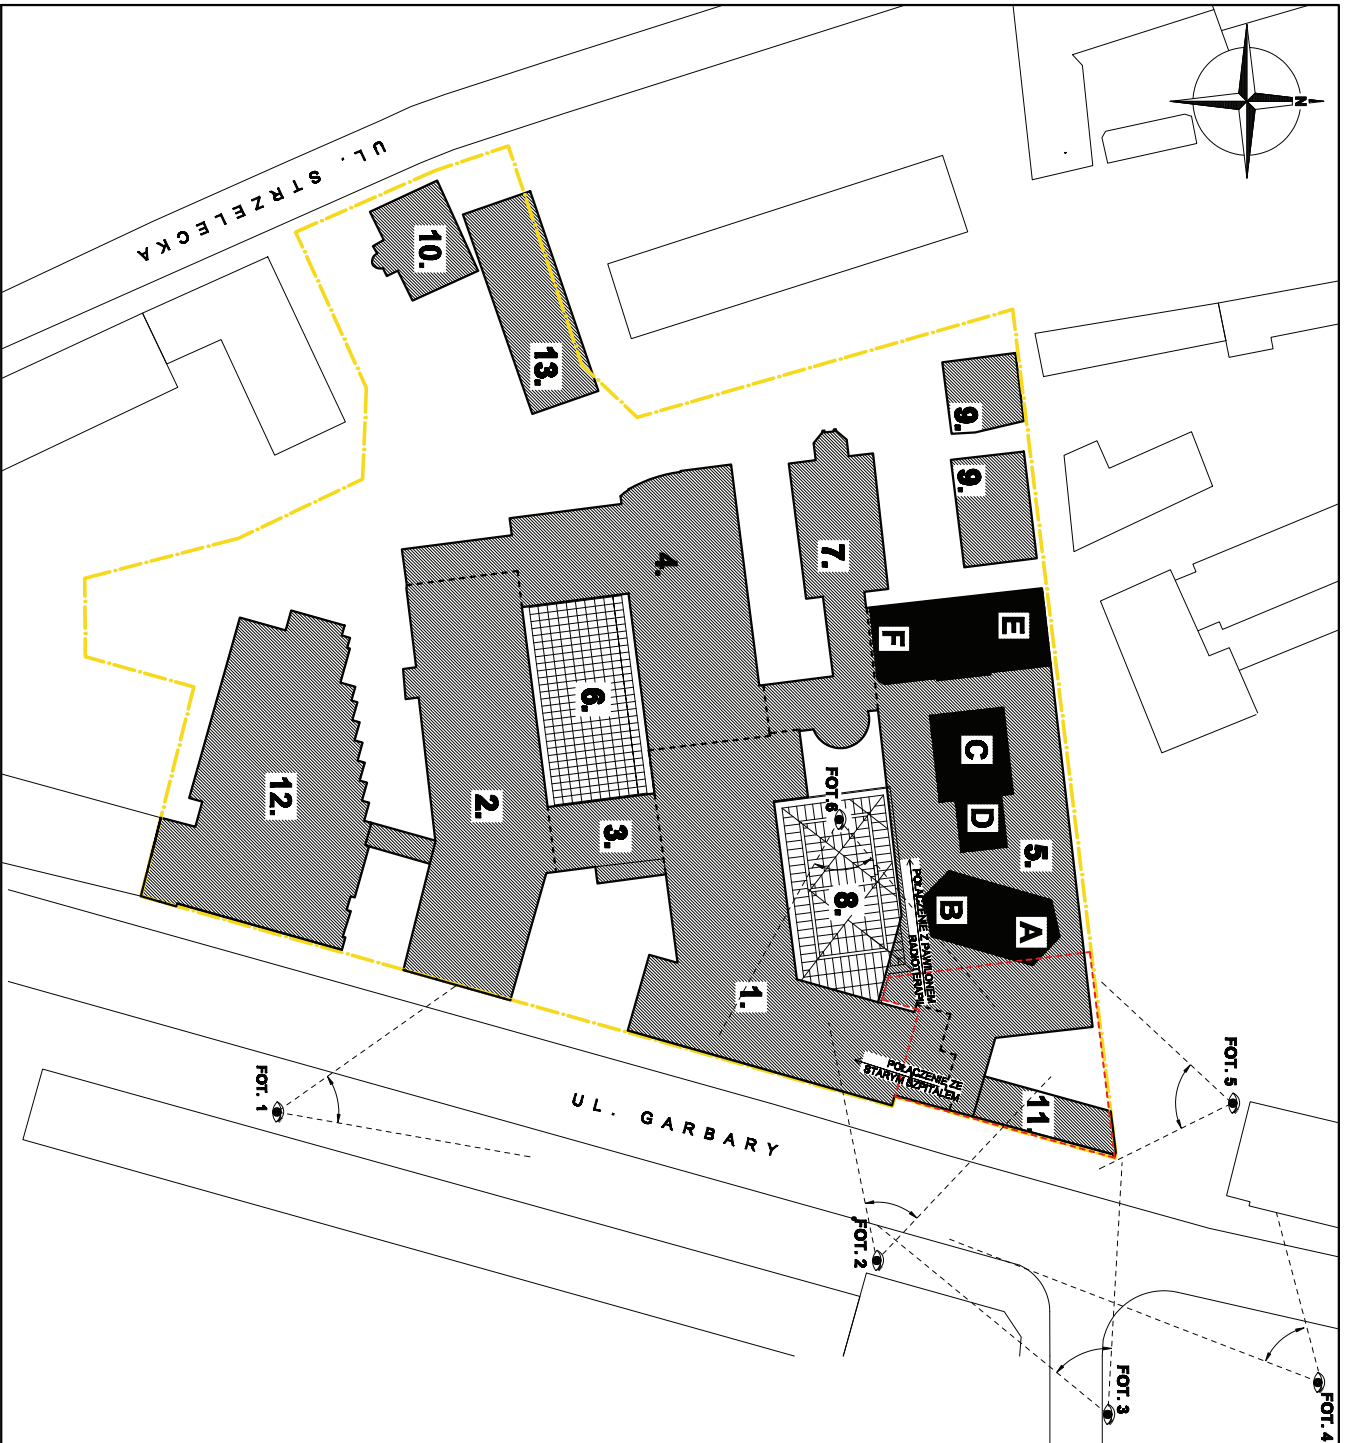 N
UL. STRZELECKA
10.
13.
9.
9.
4.
7.
E
F
6.
C
D
5.
12.
2.
3.
FOT.6
8.
B
A
POŁĄCZENIE Z PAWILONEM
RADIOTERAPII
1.
POŁĄCZENIE ZE
STARYM SZPITALEM
11.
FOT. 5
FOT. 1
UL. GARBARY
FOT. 2
FOT. 3
FOT. 4